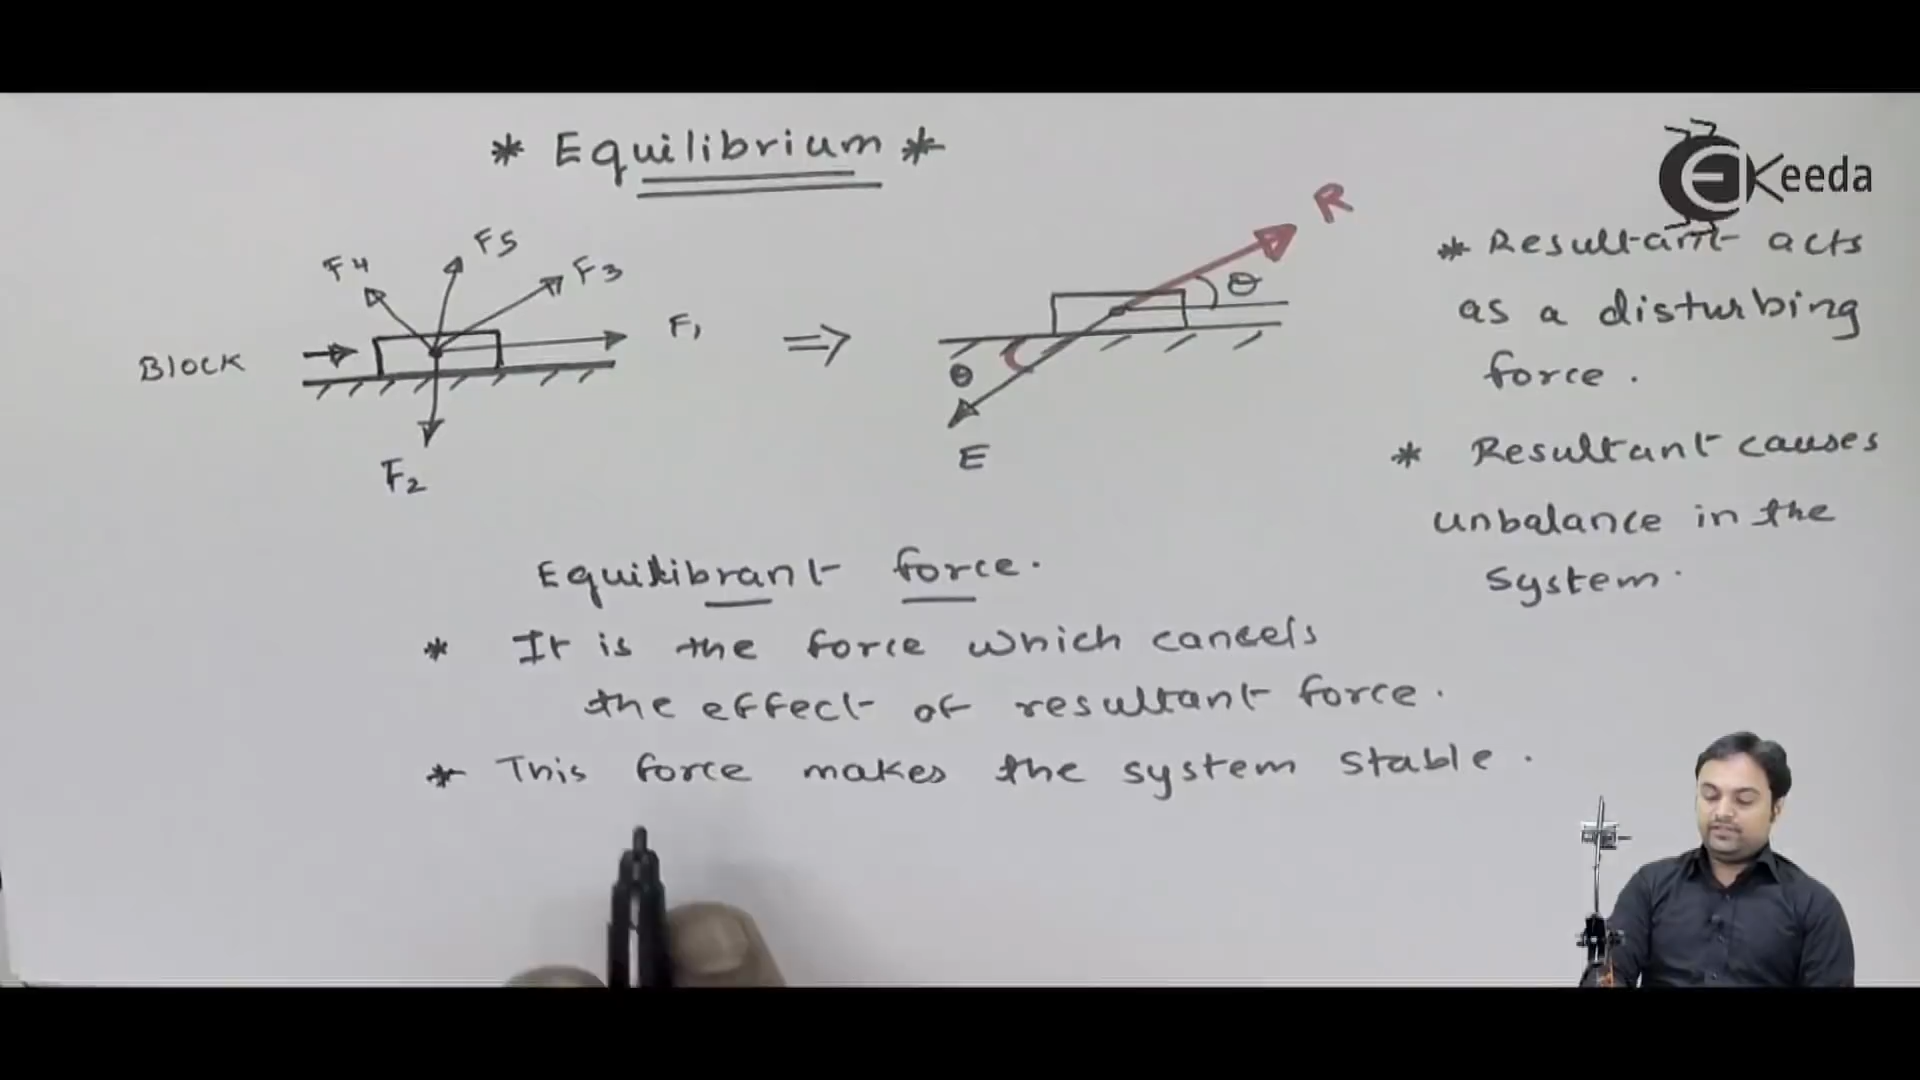 * Equilibrium *
EKeeda
F4
F5
F3
F1
Block
F2
⇒
R
θ
θ
E
* Resultant acts
as a disturbing
force.
* Resultant causes
unbalance in the
system.
Equilibrant force.
* It is the force which cancels
the effect of resultant force.
* This force makes the system stable.